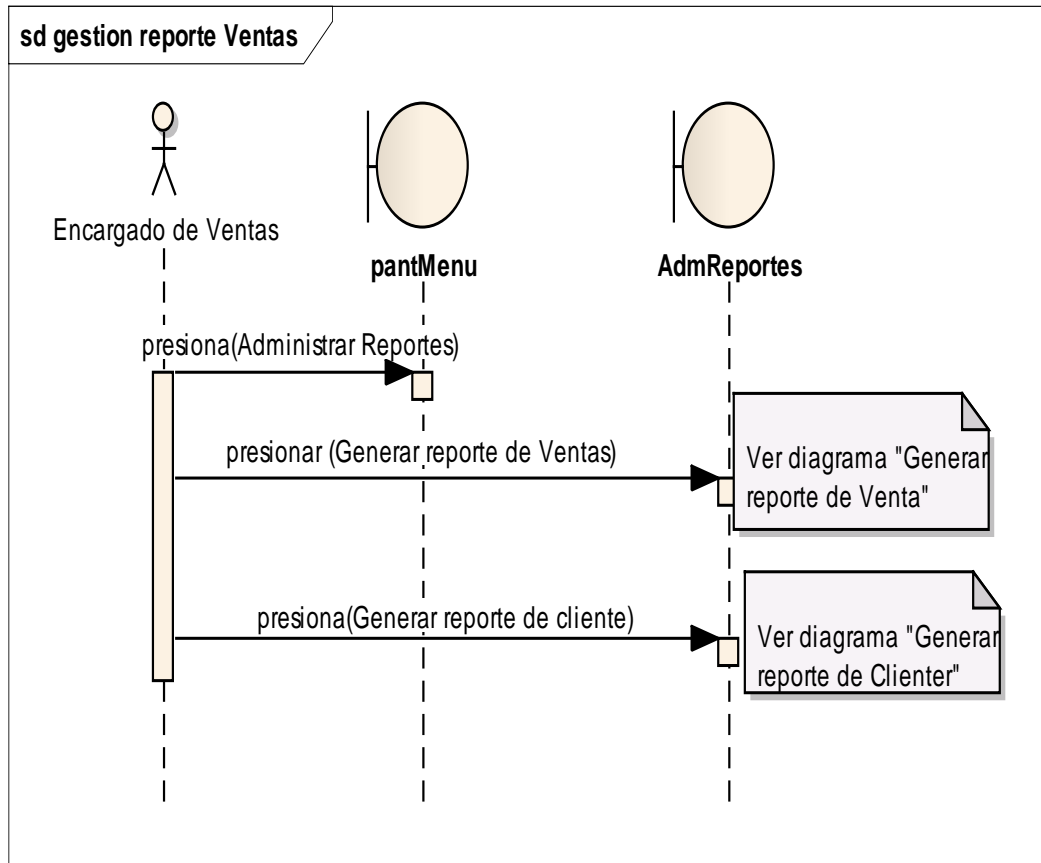 sd gestion reporte Ventas
Encargado de Ventas
pantMenu
AdmReportes
presiona(Administrar Reportes)
presionar (Generar reporte de Ventas)
Ver diagrama "Generar
reporte de Venta"
presiona(Generar reporte de cliente)
Ver diagrama "Generar
reporte de Clienter"